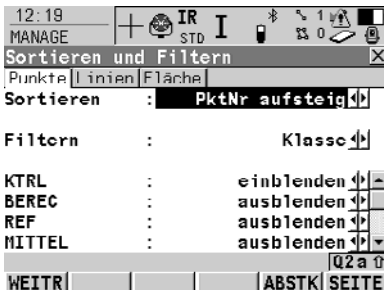 12:19 IR 1
MANAGE STD I 0
Sortieren und Filtern X
Punkte Linien Fläche
Sortieren : PktNr aufsteig
Filtern : Klasse
KTRL : einblenden
BEREC : ausblenden
REF : ausblenden
MITTEL : ausblenden
Q2a ⇧
WEITR ABSTK SEITE